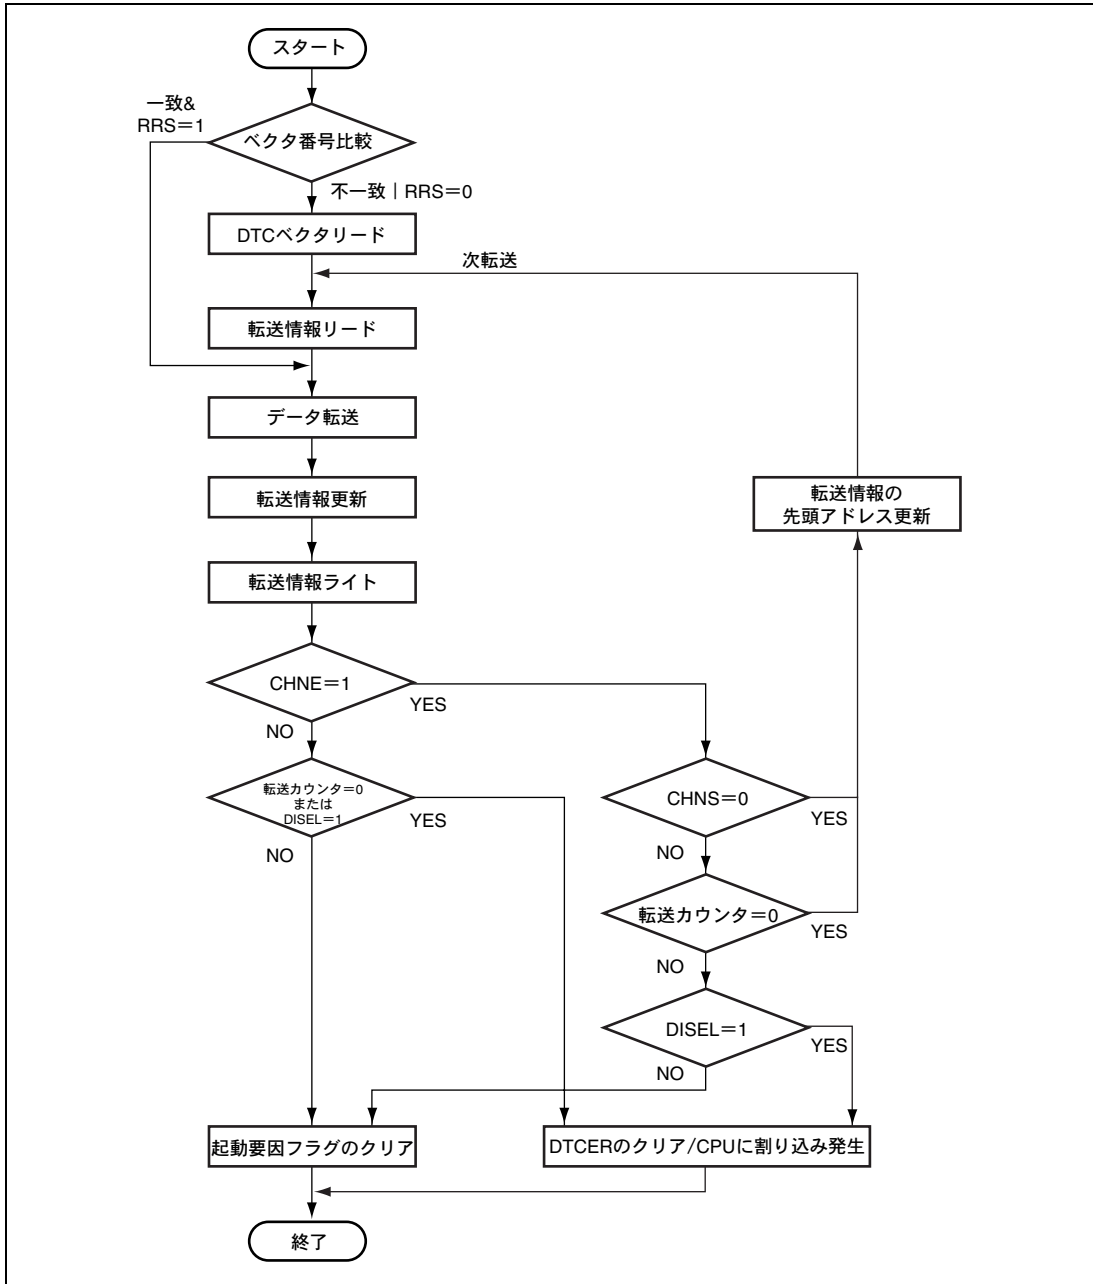 スタート
一致&
RRS=1
ベクタ番号比較
不一致 | RRS=0
DTCベクタリード
次転送
転送情報リード
データ転送
転送情報更新
転送情報の
先頭アドレス更新
転送情報ライト
CHNE=1
YES
NO
転送カウンタ=0
または
DISEL=1
YES
NO
CHNS=0
YES
NO
転送カウンタ=0
YES
NO
DISEL=1
YES
NO
起動要因フラグのクリア
DTCERのクリア/CPUに割り込み発生
終了